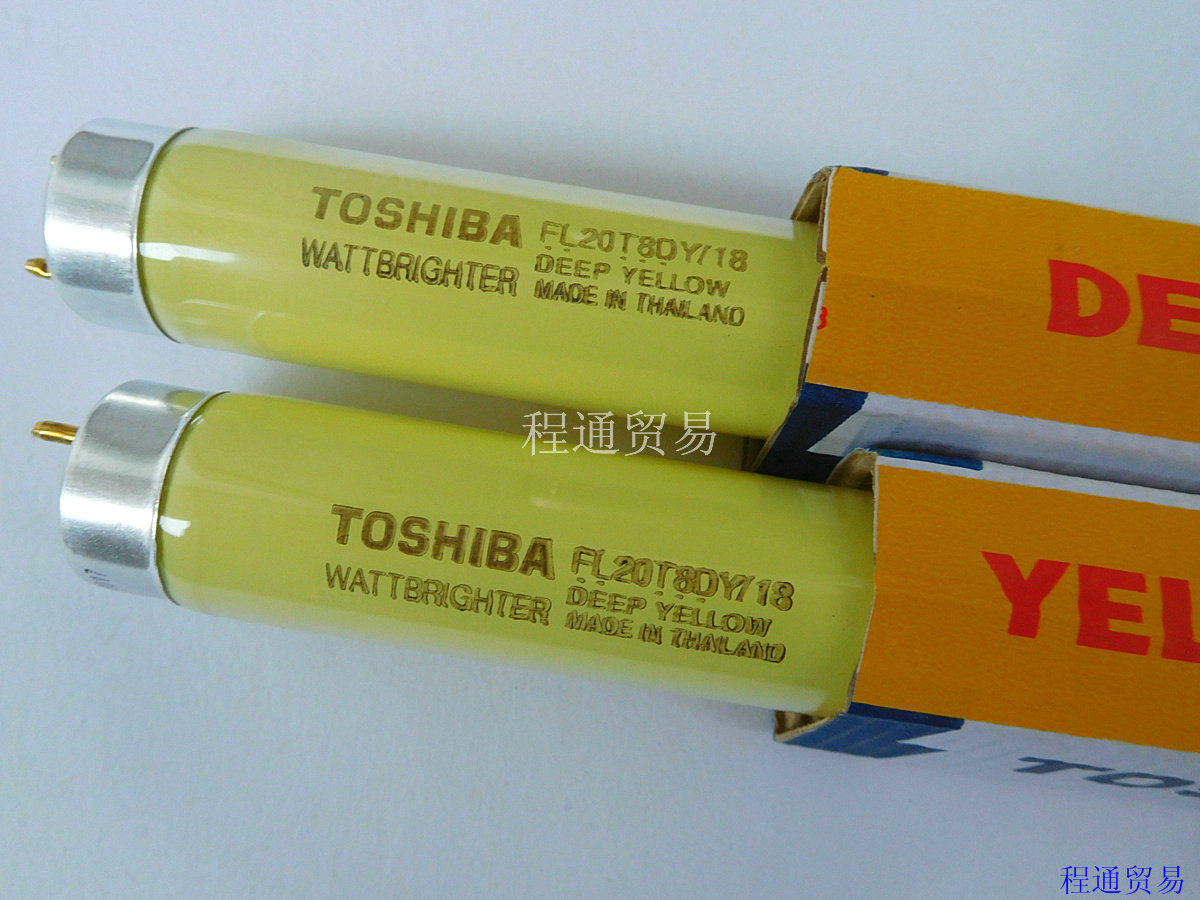 TOSHIBA FL20T8DY/18
WATTBRIGHTER DEEP YELLOW
MADE IN THAILAND
DE
程通贸易
TOSHIBA FL20T8DY/18
WATTBRIGHTER DEEP YELLOW
MADE IN THAILAND
YEL
TOS
程通贸易